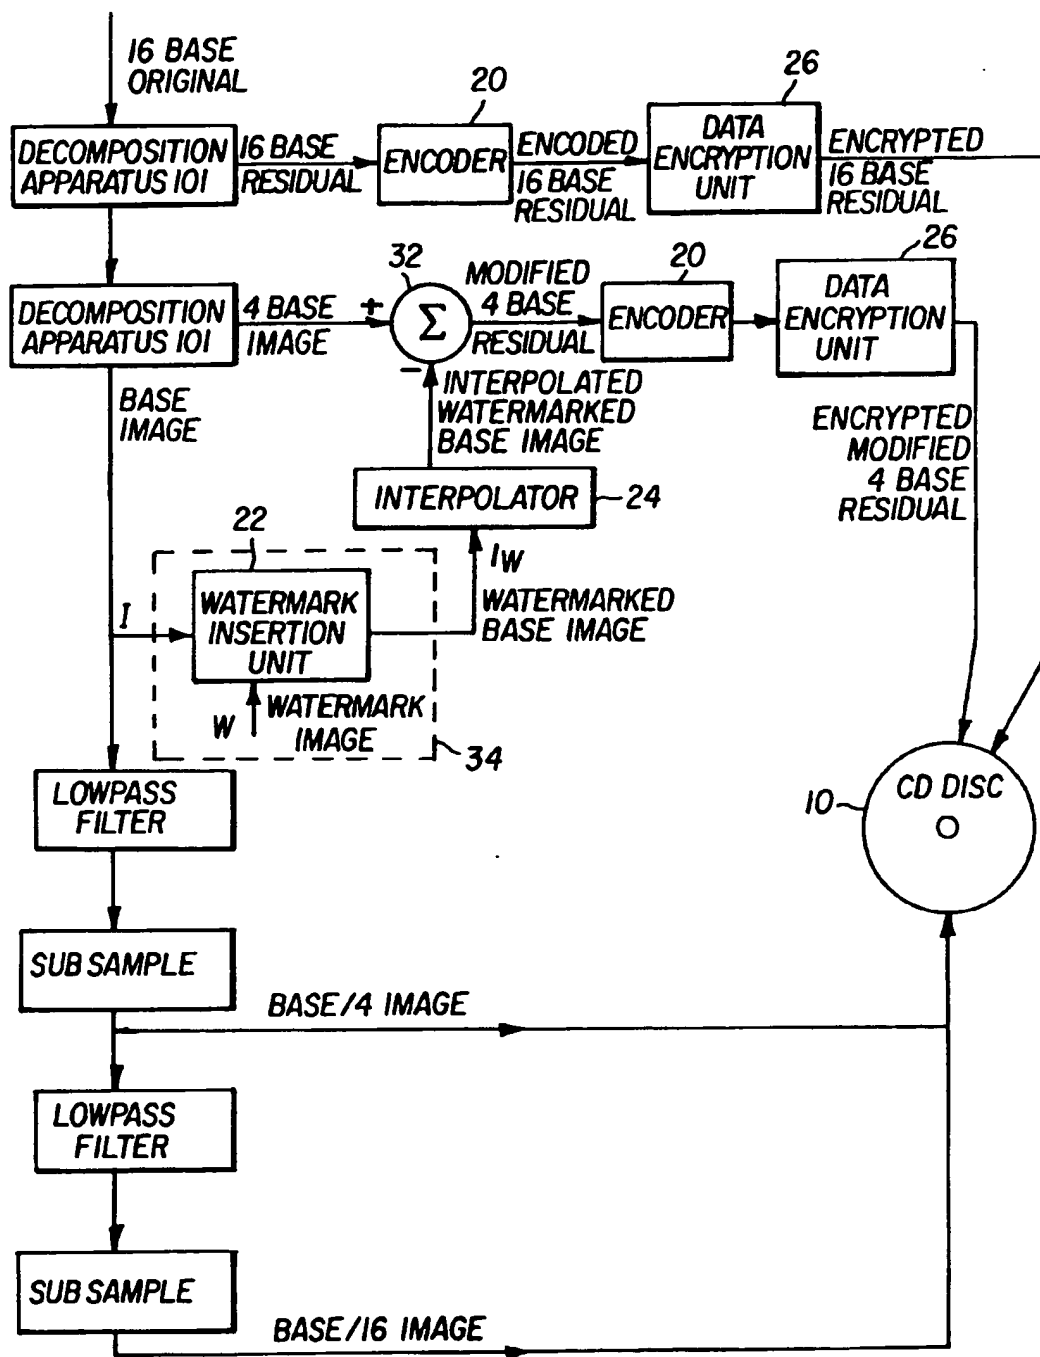 16 BASE
ORIGINAL
20
26
DECOMPOSITION
APPARATUS 101
16 BASE
RESIDUAL
ENCODER
ENCODED
16 BASE
RESIDUAL
DATA
ENCRYPTION
UNIT
ENCRYPTED
16 BASE
RESIDUAL
32
20
26
DECOMPOSITION
APPARATUS 101
4 BASE
IMAGE
+
Σ
-
MODIFIED
4 BASE
RESIDUAL
ENCODER
DATA
ENCRYPTION
UNIT
BASE
IMAGE
INTERPOLATED
WATERMARKED
BASE IMAGE
ENCRYPTED
MODIFIED
4 BASE
RESIDUAL
INTERPOLATOR
24
22
IW
WATERMARKED
BASE IMAGE
I
WATERMARK
INSERTION
UNIT
W
WATERMARK
IMAGE
34
LOWPASS
FILTER
10
CD DISC
SUB SAMPLE
BASE/4 IMAGE
LOWPASS
FILTER
SUB SAMPLE
BASE/16 IMAGE